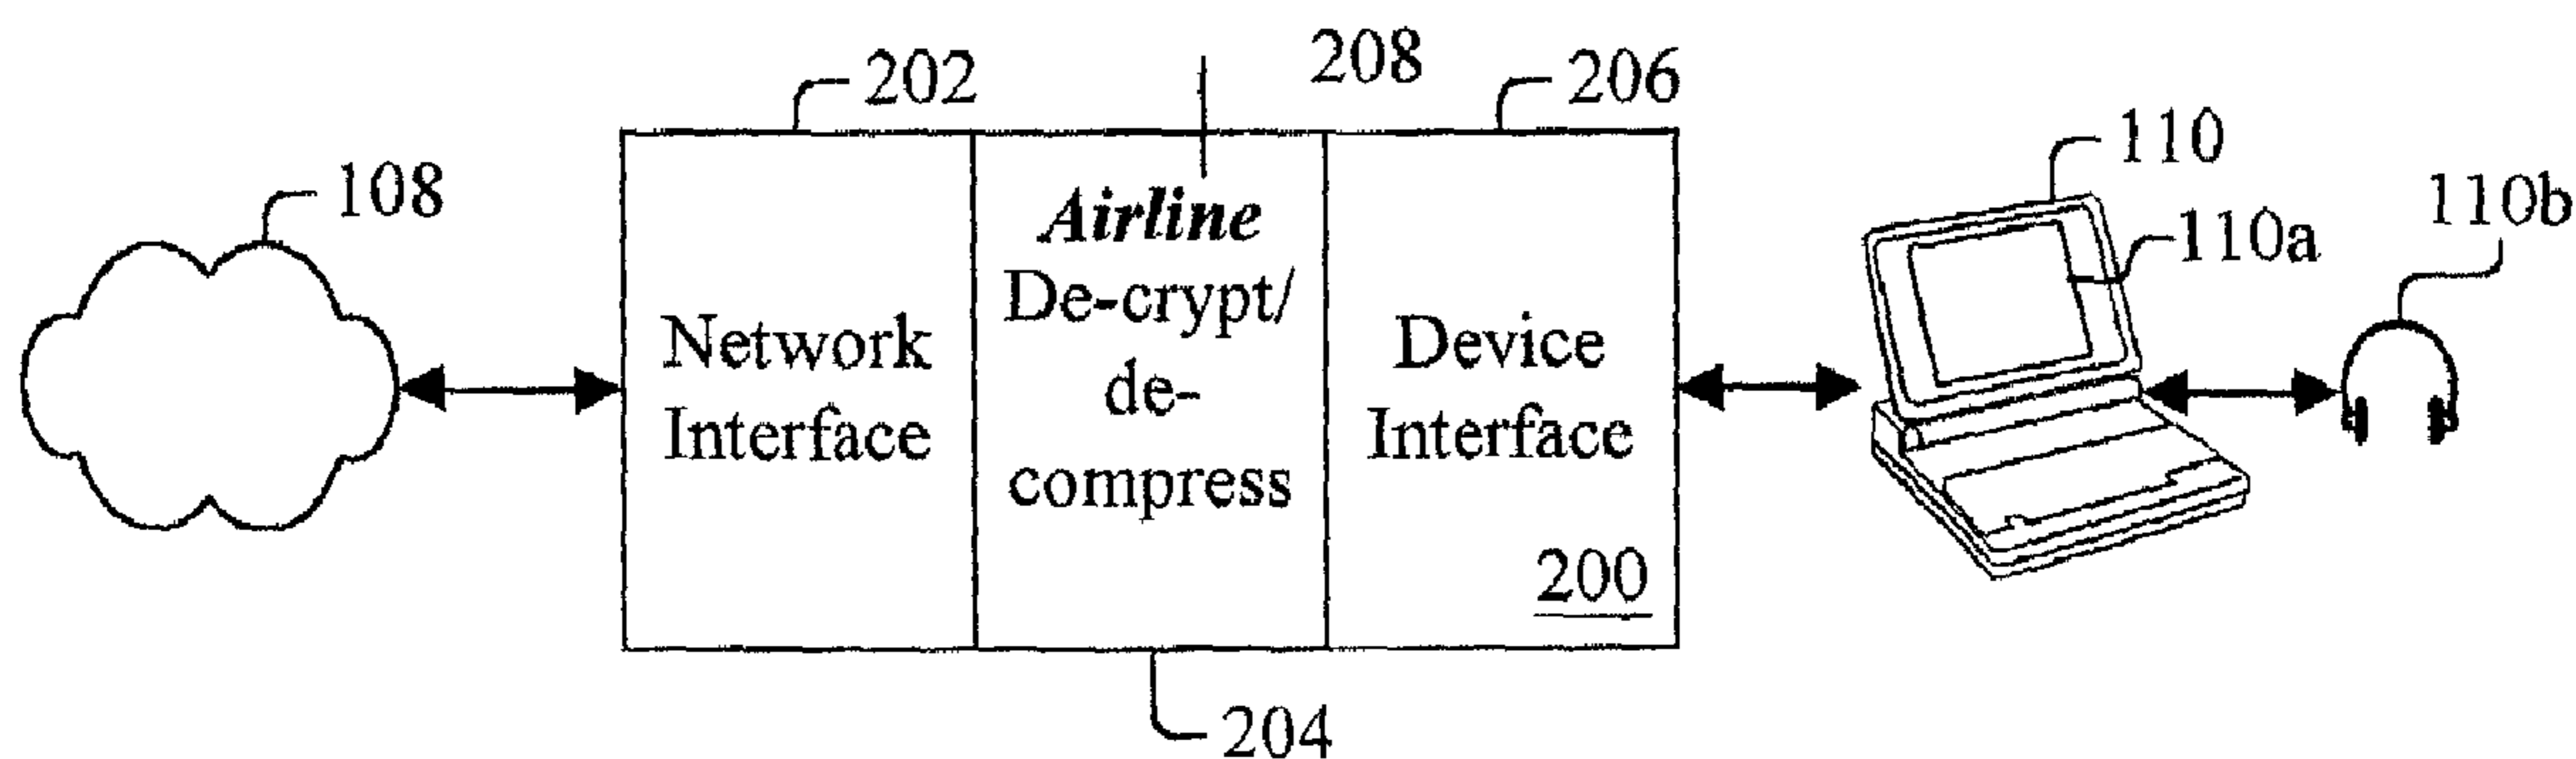 202
208
206
108
110
110a
110b
Network
Interface
Airline
De-crypt/
de-
compress
Device
Interface
200
204